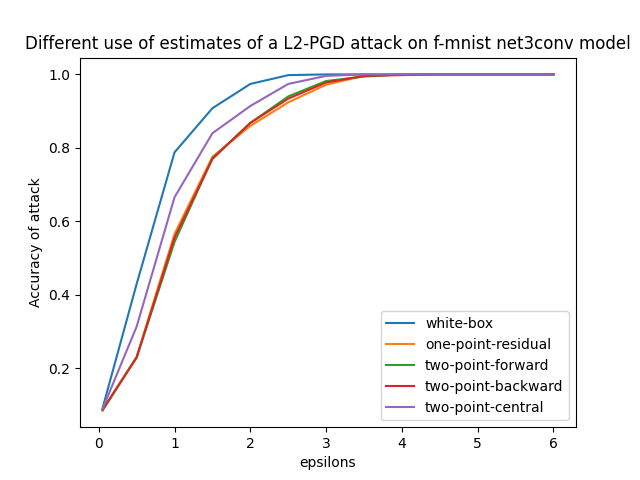 Different use of estimates of a L2-PGD attack on f-mnist net3conv model
Accuracy of attack
1.0
0.8
0.6
0.4
0.2
0
1
2
3
4
5
6
epsilons
white-box
one-point-residual
two-point-forward
two-point-backward
two-point-central